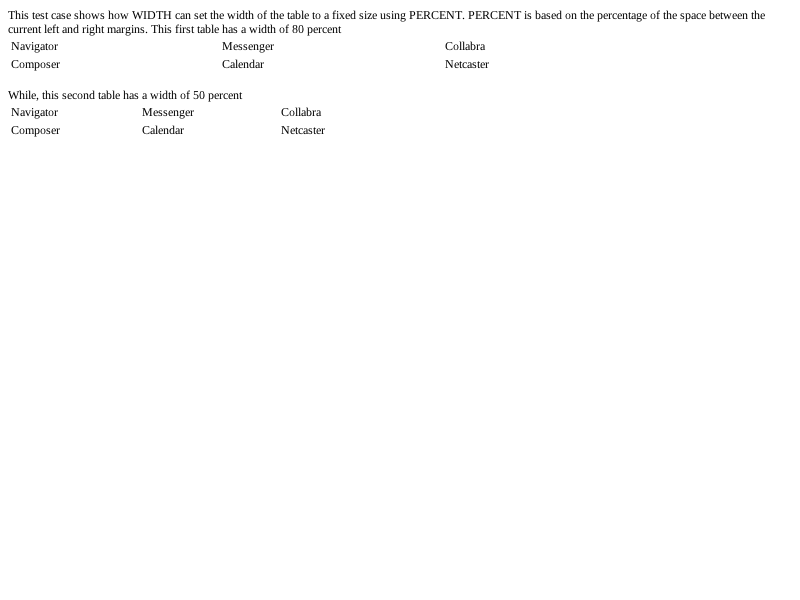 This test case shows how WIDTH can set the width of the table to a fixed size using PERCENT. PERCENT is based on the percentage of the space between the
current left and right margins. This first table has a width of 80 percent
Navigator Messenger Collabra
Composer Calendar Netcaster
While, this second table has a width of 50 percent
Navigator Messenger Collabra
Composer Calendar Netcaster